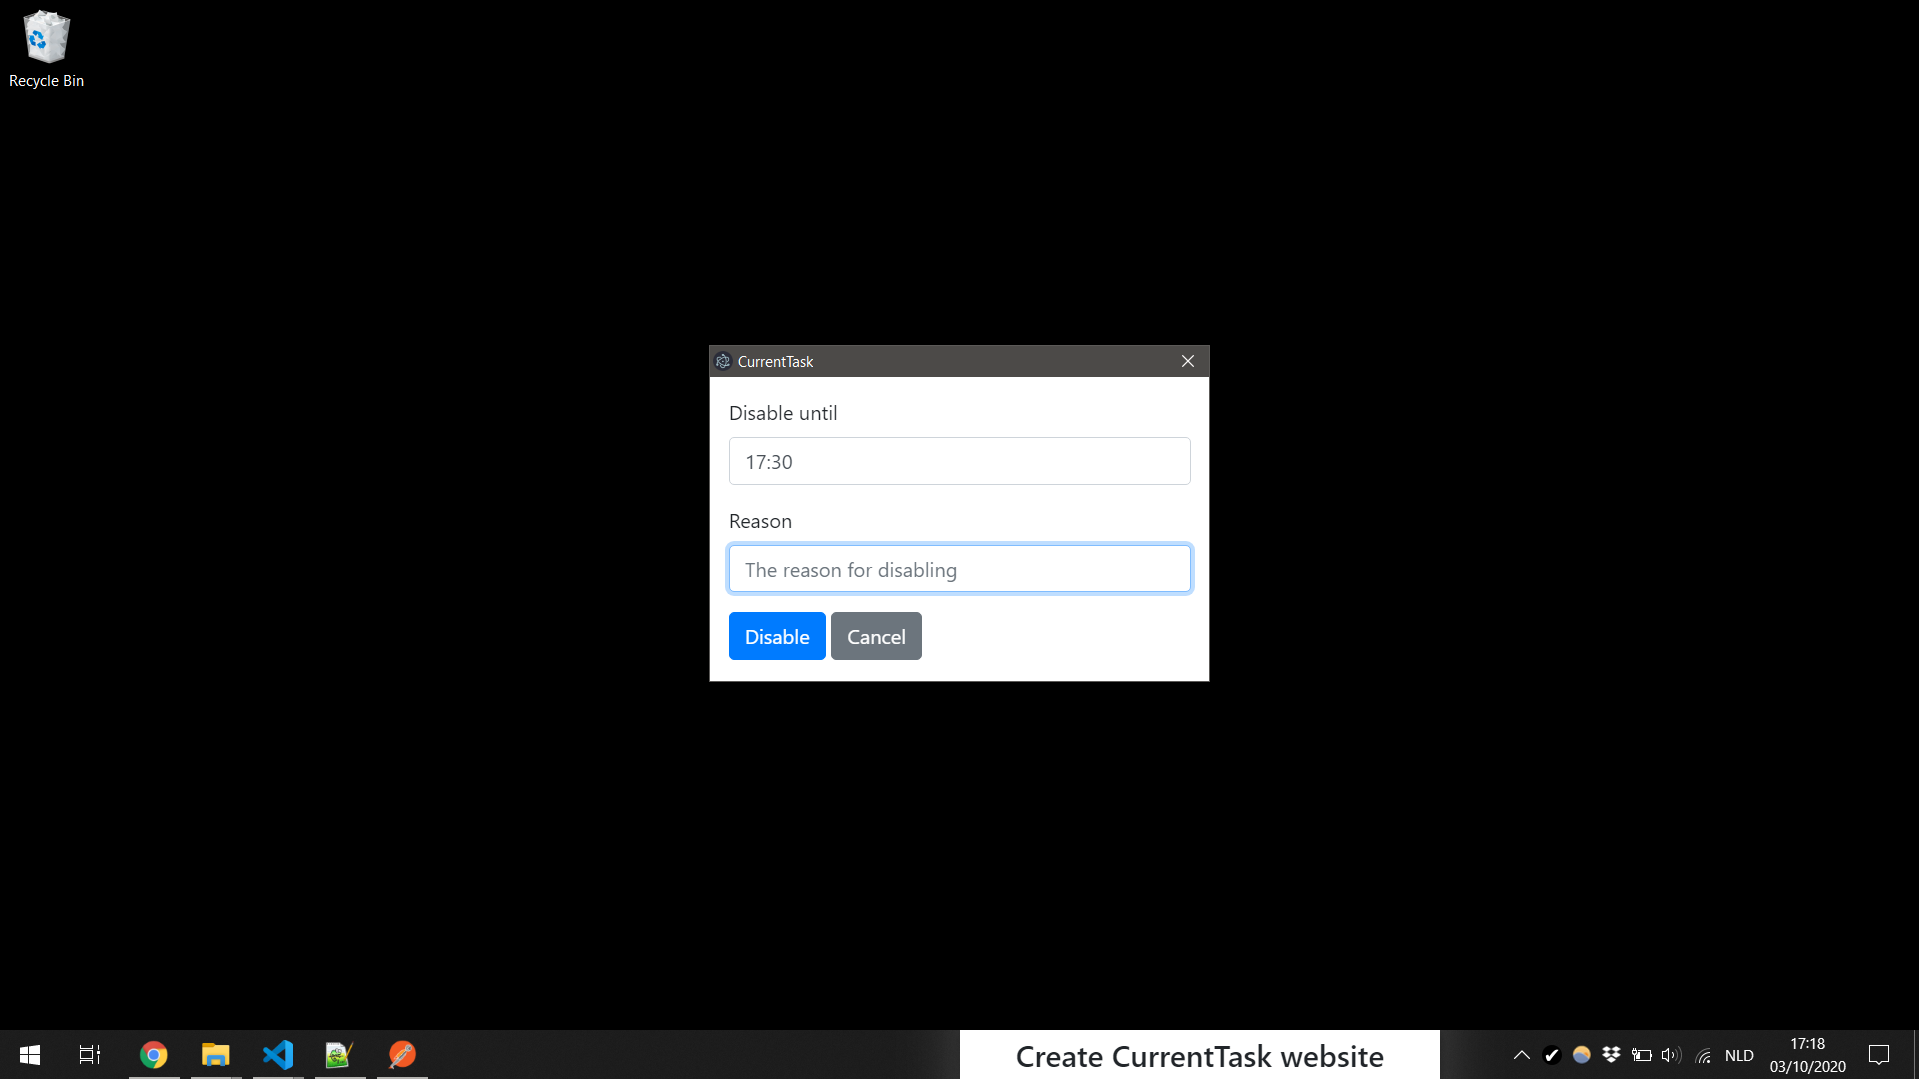 Recycle Bin
CurrentTask
Disable until
17:30
Reason
The reason for disabling
Disable Cancel
Create CurrentTask website
NLD
17:18
03/10/2020